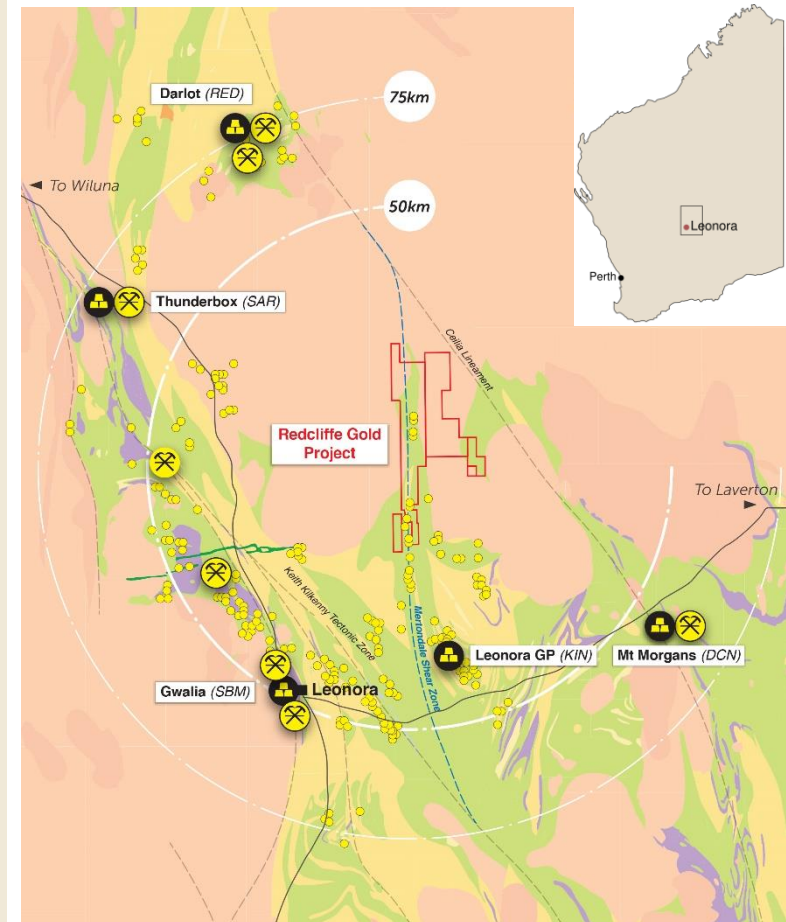 Darlot (RED)
75km
To Wiluna
50km
Leonora
Perth
Thunderbox (SAR)
Ceilia Lineament
Redcliffe Gold
Project
To Laverton
Keith Kilkenny Tectonic Zone
Mertondale Shear Zone
Leonora GP (KIN)
Mt Morgans (DCN)
Gwalia (SBM)
Leonora